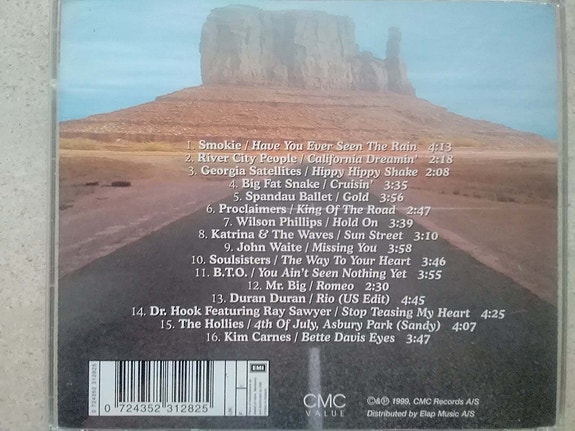 1. Smokie / Have You Ever Seen The Rain 4:13
2. River City People / California Dreamin' 2:18
3. Georgia Satellites / Hippy Hippy Shake 2:08
4. Big Fat Snake / Cruisin' 3:35
5. Spandau Ballet / Gold 3:56
6. Proclaimers / King Of The Road 2:47
7. Wilson Phillips / Hold On 3:39
8. Katrina & The Waves / Sun Street 3:10
9. John Waite / Missing You 3:58
10. Soulsisters / The Way To Your Heart 3:46
11. B.T.O. / You Ain't Seen Nothing Yet 3:55
12. Mr. Big / Romeo 2:30
13. Duran Duran / Rio (US Edit) 4:45
14. Dr. Hook Featuring Ray Sawyer / Stop Teasing My Heart 4:25
15. The Hollies / 4th Of July, Asbury Park (Sandy) 4:07
16. Kim Carnes / Bette Davis Eyes 3:47
0 724352 312825
0 724352 312825
EMI
CMC
VALUE
©&℗ 1999, CMC Records A/S
Distributed by Elap Music A/S